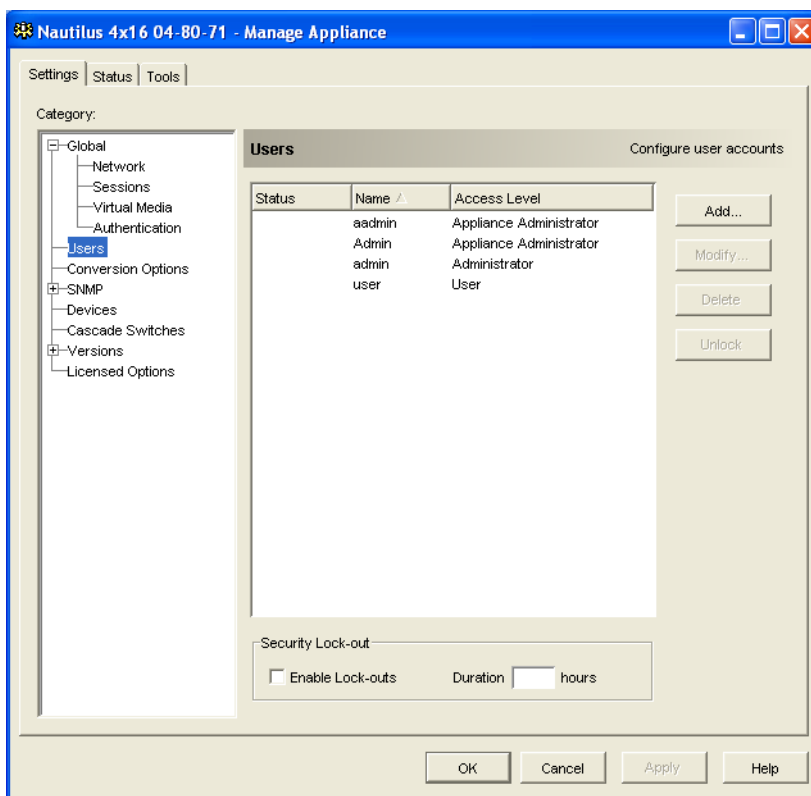 Nautilus 4x16 04-80-71 - Manage Appliance
Settings Status Tools
Category:
Global
Network
Sessions
Virtual Media
Authentication
Users
Conversion Options
SNMP
Devices
Cascade Switches
Versions
Licensed Options
Users Configure user accounts
Status Name Access Level
aadmin Appliance Administrator
Admin Appliance Administrator
admin Administrator
user User
Add...
Modify...
Delete
Unlock
Security Lock-out
Enable Lock-outs Duration hours
OK Cancel Apply Help